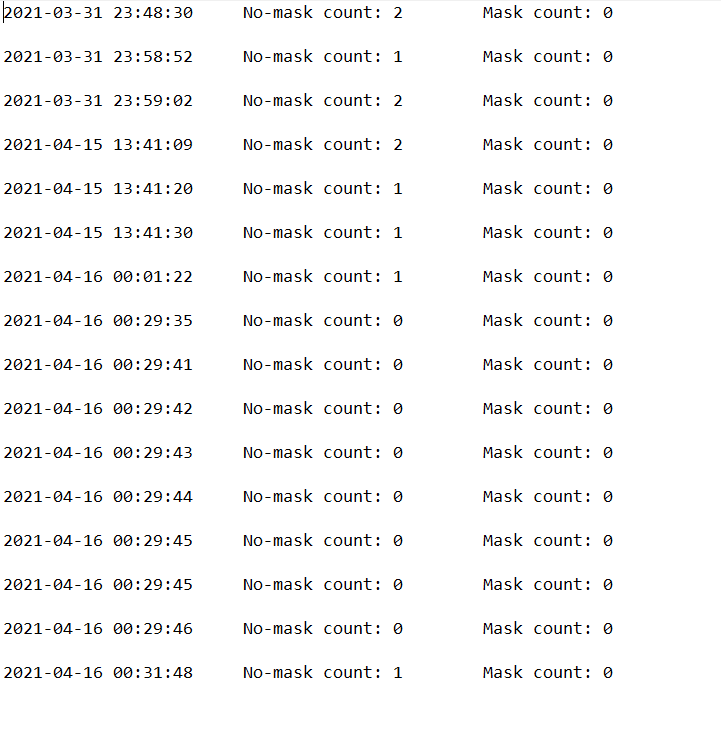 2021-03-31 23:48:30 No-mask count: 2 Mask count: 0
2021-03-31 23:58:52 No-mask count: 1 Mask count: 0
2021-03-31 23:59:02 No-mask count: 2 Mask count: 0
2021-04-15 13:41:09 No-mask count: 2 Mask count: 0
2021-04-15 13:41:20 No-mask count: 1 Mask count: 0
2021-04-15 13:41:30 No-mask count: 1 Mask count: 0
2021-04-16 00:01:22 No-mask count: 1 Mask count: 0
2021-04-16 00:29:35 No-mask count: 0 Mask count: 0
2021-04-16 00:29:41 No-mask count: 0 Mask count: 0
2021-04-16 00:29:42 No-mask count: 0 Mask count: 0
2021-04-16 00:29:43 No-mask count: 0 Mask count: 0
2021-04-16 00:29:44 No-mask count: 0 Mask count: 0
2021-04-16 00:29:45 No-mask count: 0 Mask count: 0
2021-04-16 00:29:45 No-mask count: 0 Mask count: 0
2021-04-16 00:29:46 No-mask count: 0 Mask count: 0
2021-04-16 00:31:48 No-mask count: 1 Mask count: 0